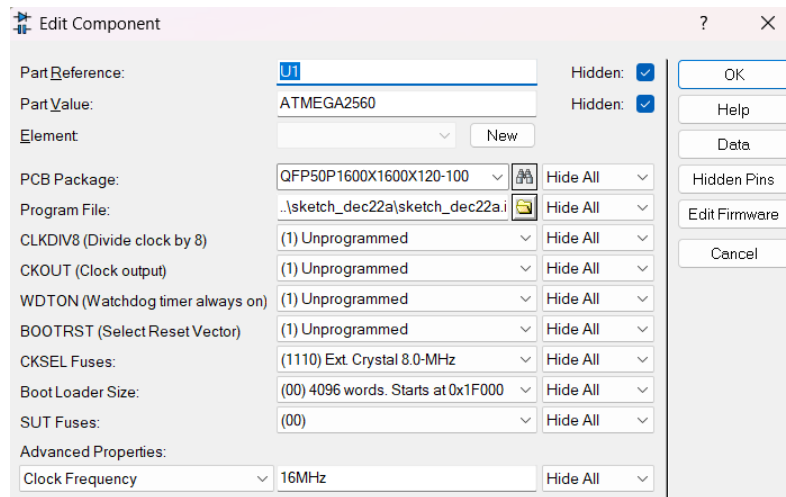 Edit Component ? ×
Part Reference: U1 Hidden: OK
Part Value: ATMEGA2560 Hidden: Help
Element: New Data
PCB Package: QFP50P1600X1600X120-100 Hide All Hidden Pins
Program File: ..\sketch_dec22a\sketch_dec22a.i Hide All Edit Firmware
CLKDIV8 (Divide clock by 8) (1) Unprogrammed Hide All Cancel
CKOUT (Clock output) (1) Unprogrammed Hide All
WDTON (Watchdog timer always on) (1) Unprogrammed Hide All
BOOTRST (Select Reset Vector) (1) Unprogrammed Hide All
CKSEL Fuses: (1110) Ext. Crystal 8.0-MHz Hide All
Boot Loader Size: (00) 4096 words. Starts at 0x1F000 Hide All
SUT Fuses: (00) Hide All
Advanced Properties:
Clock Frequency 16MHz Hide All